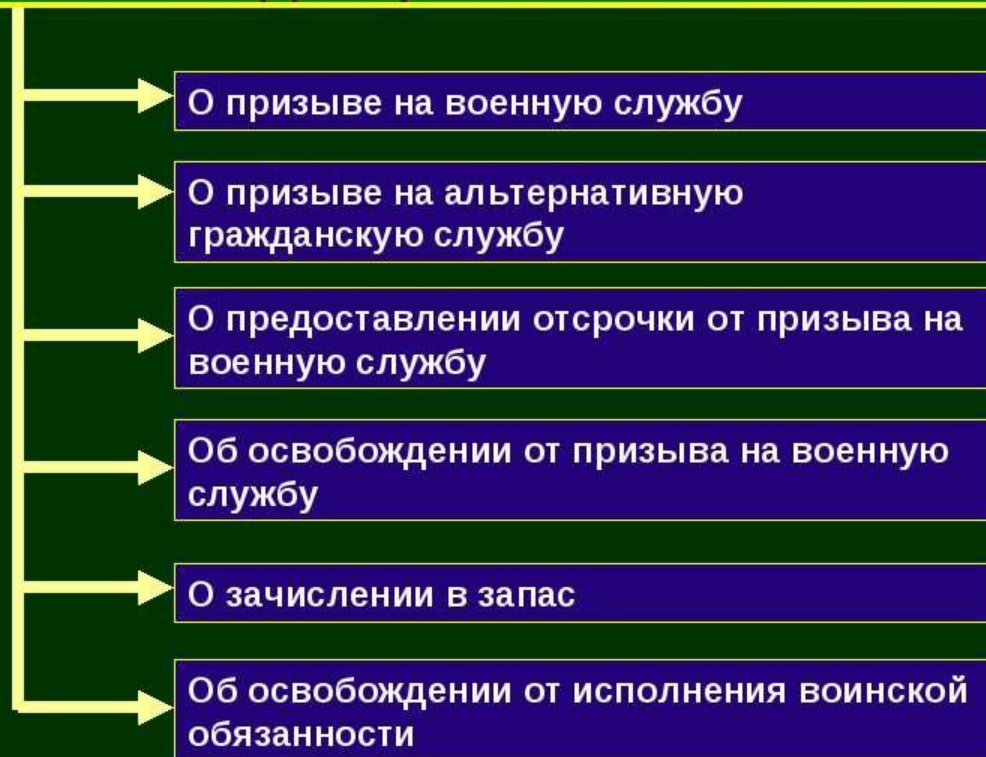 О призыве на военную службу
О призыве на альтернативную
гражданскую службу
О предоставлении отсрочки от призыва на
военную службу
Об освобождении от призыва на военную
службу
О зачислении в запас
Об освобождении от исполнения воинской
обязанности